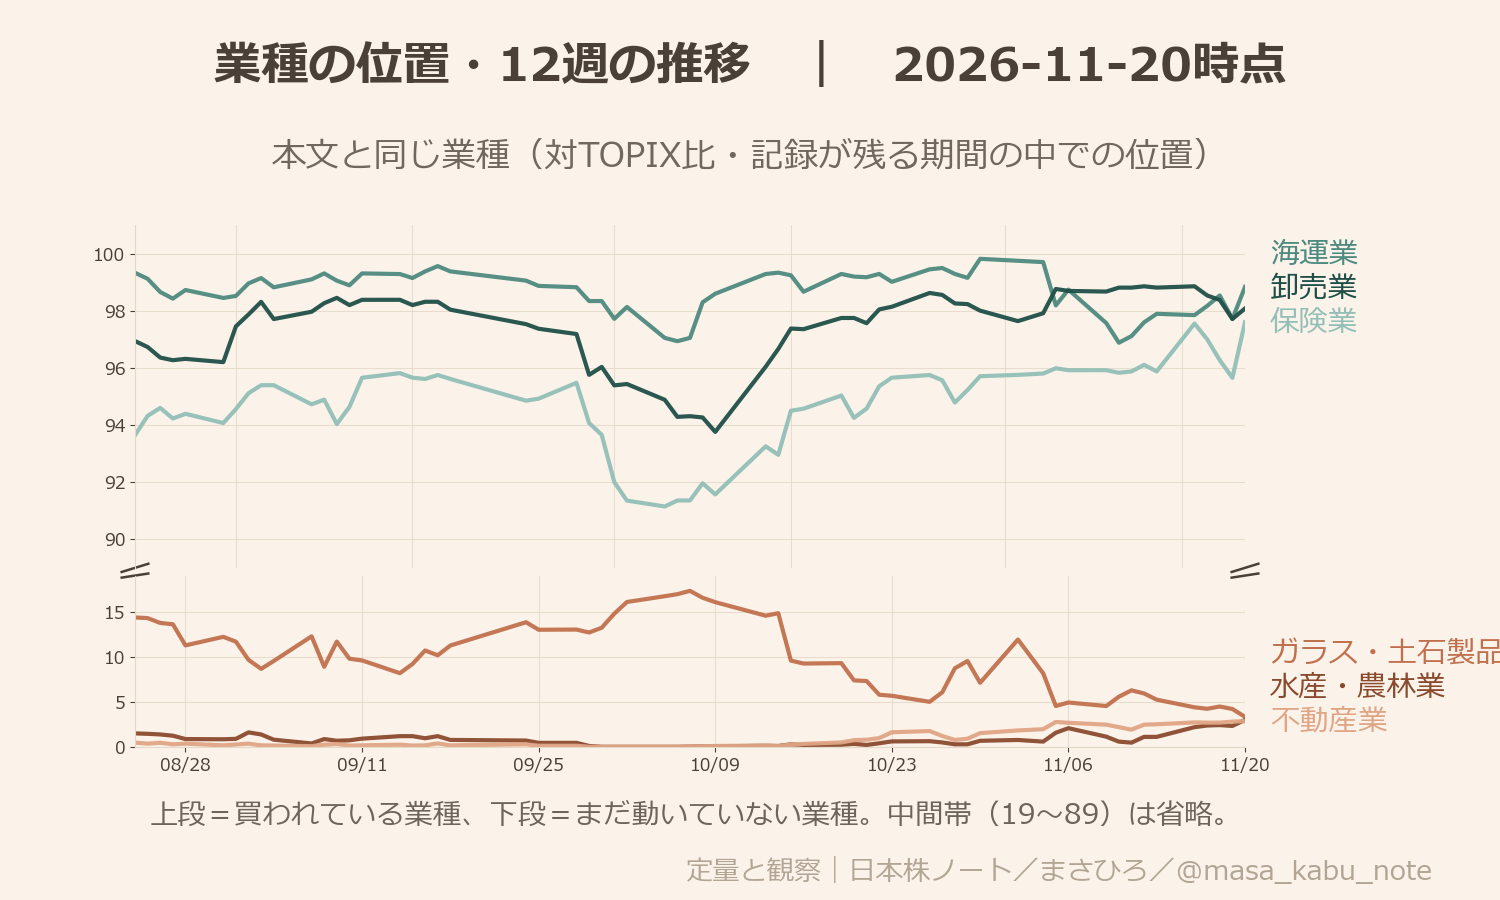 業種の位置・12週の推移　｜　2026-11-20時点
本文と同じ業種（対TOPIX比・記録が残る期間の中での位置）
100
98
96
94
92
90
海運業
卸売業
保険業
15
10
5
0
ガラス・土石製品
水産・農林業
不動産業
08/28
09/11
09/25
10/09
10/23
11/06
11/20
上段＝買われている業種、下段＝まだ動いていない業種。中間帯（19〜89）は省略。
定量と観察｜日本株ノート／まさひろ／@masa_kabu_note